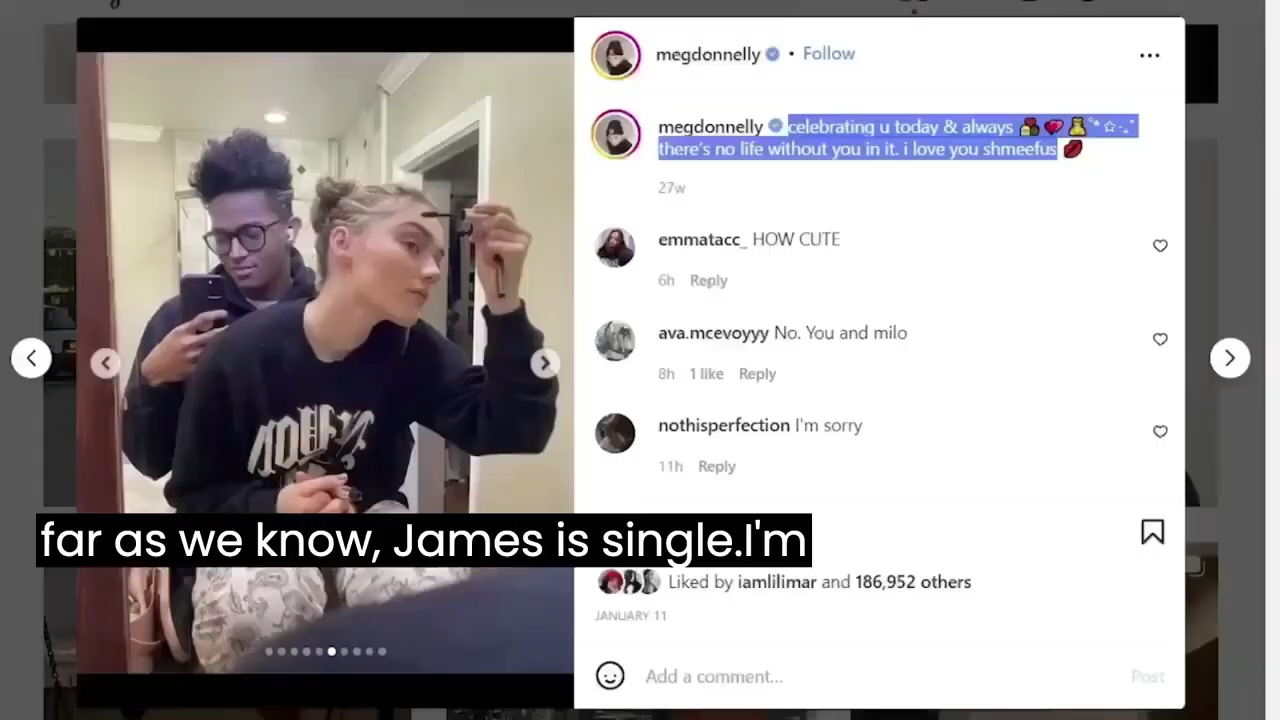 megdonnelly • Follow
megdonnelly celebrating u today & always
there's no life without you in it. i love you shmeefus
27w
emmatacc_ HOW CUTE
6h Reply
ava.mcevoyyy No. You and milo
8h 1 like Reply
nothisperfection I'm sorry
11h Reply
far as we know, James is single.I'm
Liked by iamlilimar and 186,952 others
JANUARY 11
Add a comment... Post